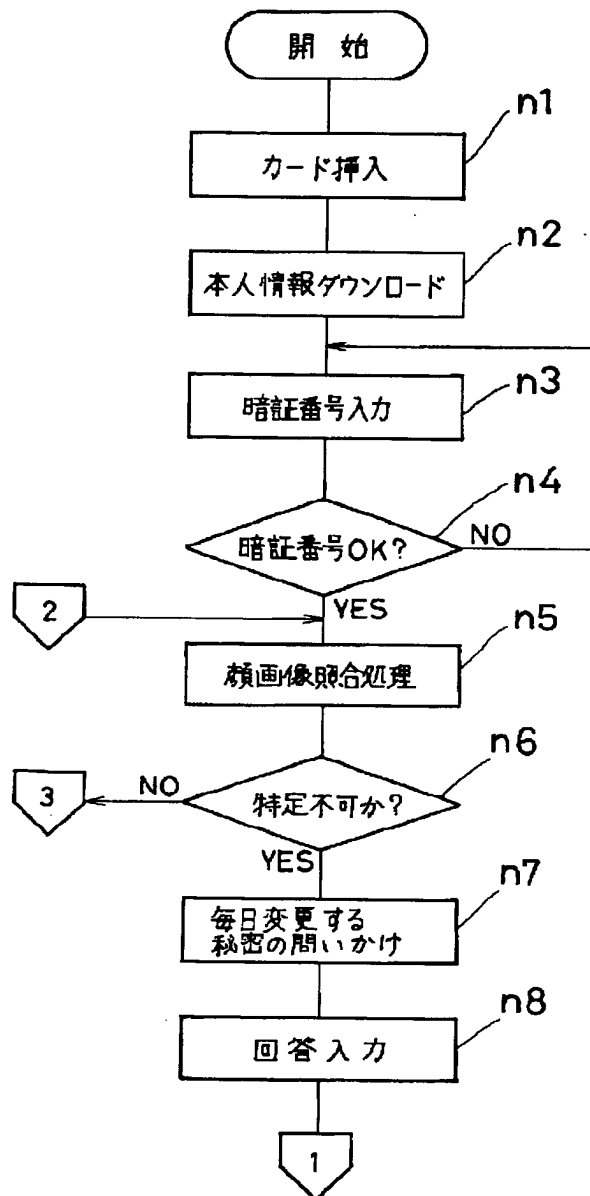 開始
n1
カード挿入
n2
本人情報ダウンロード
n3
暗証番号入力
n4
暗証番号OK?
NO
YES
2
n5
顔画像照合処理
n6
NO
3
特定不可か?
YES
n7
毎日変更する
秘密の問いかけ
n8
回答入力
1